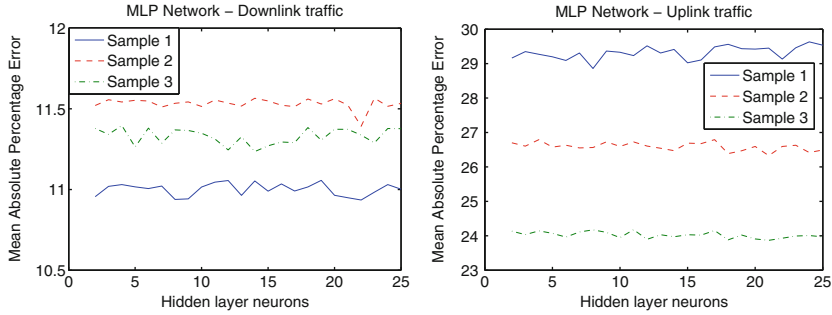 MLP Network – Downlink traffic
12
11.5
11
10.5
Mean Absolute Percentage Error
Sample 1
Sample 2
Sample 3
0 5 10 15 20 25
Hidden layer neurons
MLP Network – Uplink traffic
30
29
28
27
26
25
24
23
Mean Absolute Percentage Error
Sample 1
Sample 2
Sample 3
0 5 10 15 20 25
Hidden layer neurons